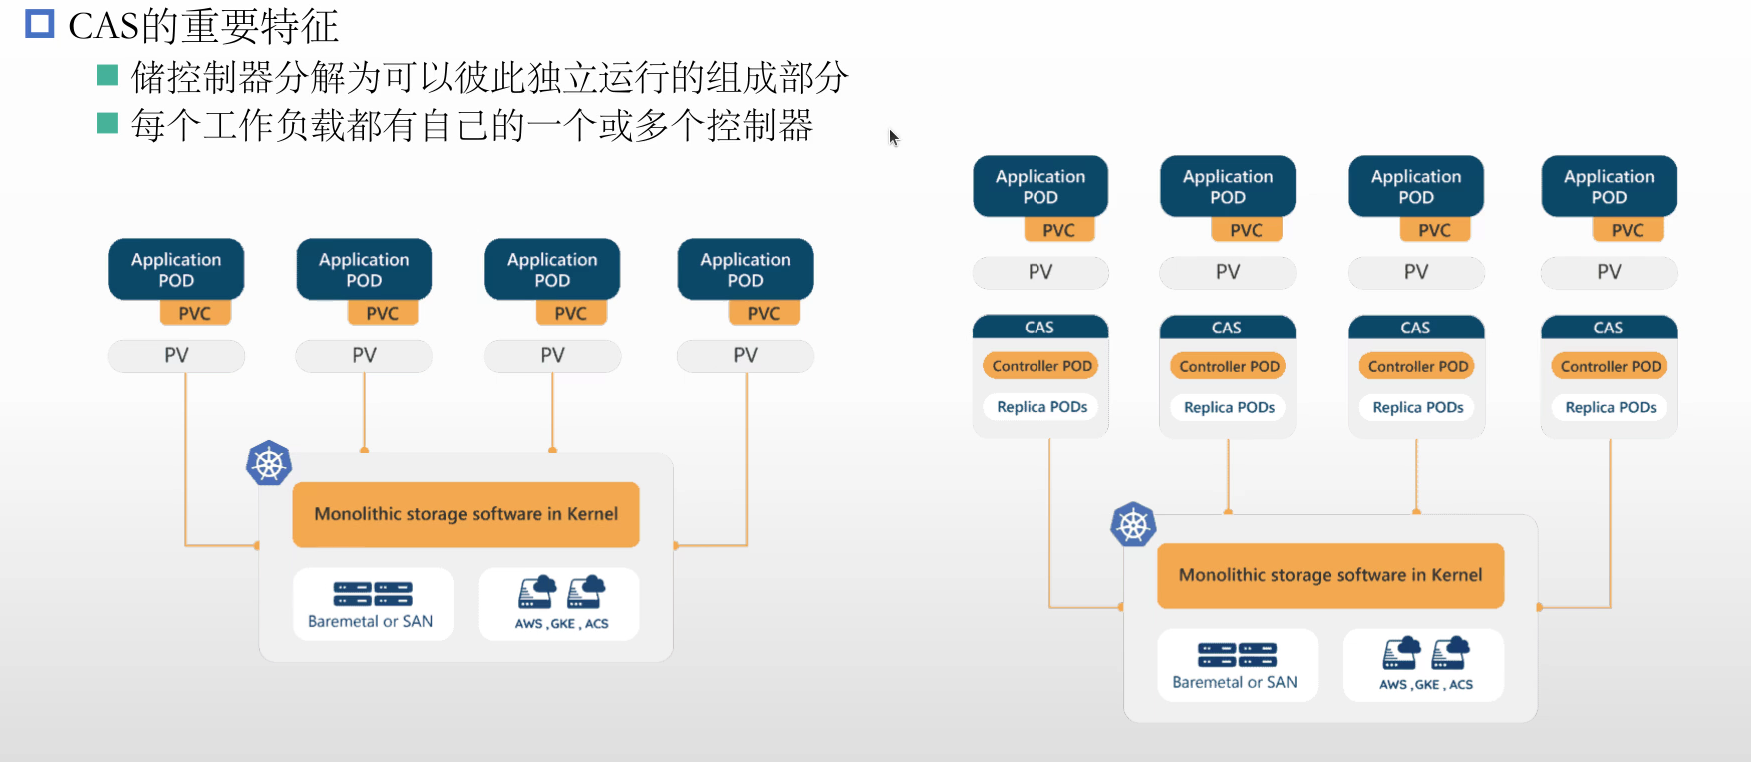 CAS的重要特征
储控制器分解为可以彼此独立运行的组成部分
每个工作负载都有自己的一个或多个控制器
Application
POD
PVC
PV
Application
POD
PVC
PV
Application
POD
PVC
PV
Application
POD
PVC
PV
Monolithic storage software in Kernel
Baremetal or SAN
AWS ,GKE , ACS
Application
POD
PVC
PV
CAS
Controller POD
Replica PODs
Application
POD
PVC
PV
CAS
Controller POD
Replica PODs
Application
POD
PVC
PV
CAS
Controller POD
Replica PODs
Application
POD
PVC
PV
CAS
Controller POD
Replica PODs
Monolithic storage software in Kernel
Baremetal or SAN
AWS ,GKE , ACS